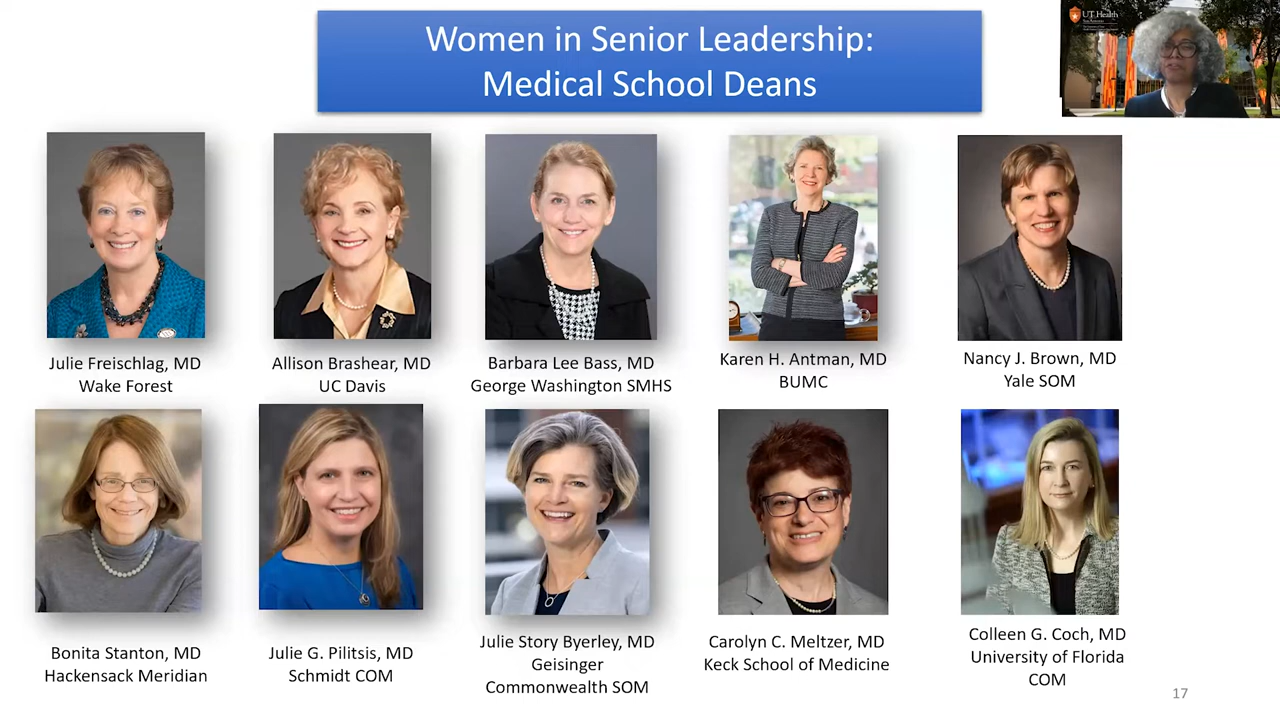 Women in Senior Leadership:
Medical School Deans
UT Health
Julie Freischlag, MD
Wake Forest
Allison Brashear, MD
UC Davis
Barbara Lee Bass, MD
George Washington SMHS
Karen H. Antman, MD
BUMC
Nancy J. Brown, MD
Yale SOM
Bonita Stanton, MD
Hackensack Meridian
Julie G. Pilitsis, MD
Schmidt COM
Julie Story Byerley, MD
Geisinger
Commonwealth SOM
Carolyn C. Meltzer, MD
Keck School of Medicine
Colleen G. Coch, MD
University of Florida
COM
17